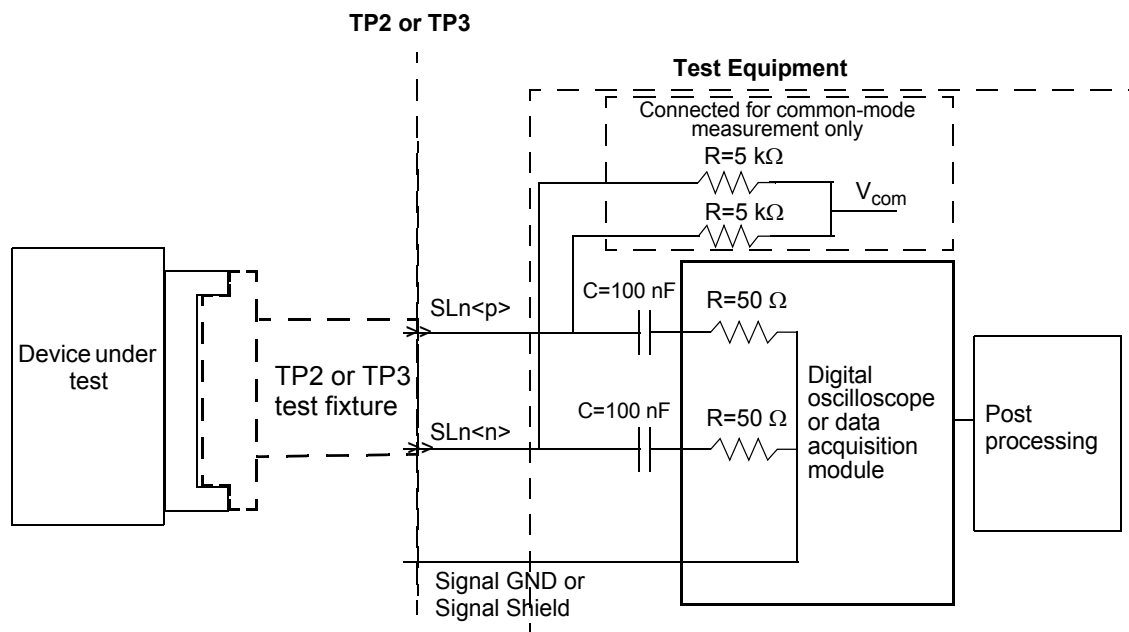 TP2 or TP3
Test Equipment
Connected for common-mode
measurement only
R=5 kΩ
V_com
R=5 kΩ
C=100 nF
R=50 Ω
SLn<p>
Device under
test
TP2 or TP3
test fixture
Digital
oscilloscope
or data
acquisition
module
C=100 nF
R=50 Ω
SLn<n>
Post
processing
Signal GND or
Signal Shield